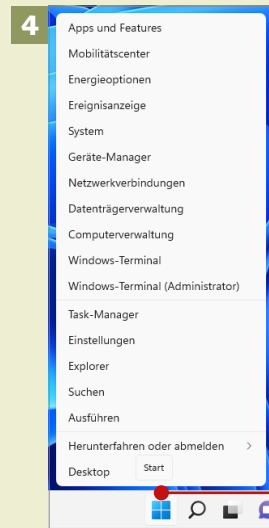 4
Apps und Features
Mobilitätscenter
Energieoptionen
Ereignisanzeige
System
Geräte-Manager
Netzwerkverbindungen
Datenträgerverwaltung
Computerverwaltung
Windows-Terminal
Windows-Terminal (Administrator)
Task-Manager
Einstellungen
Explorer
Suchen
Ausführen
Herunterfahren oder abmelden
Desktop
Start